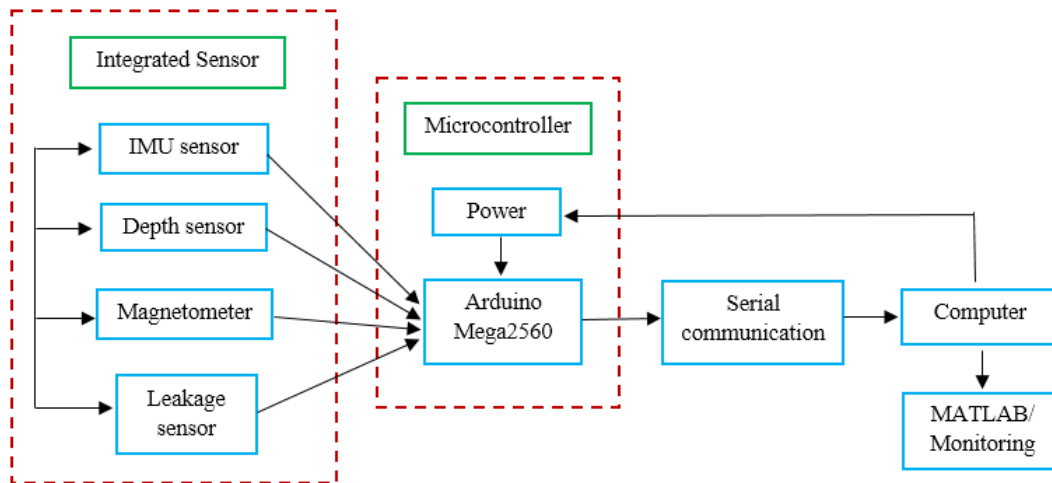 Integrated Sensor
IMU sensor
Depth sensor
Magnetometer
Leakage
sensor
Microcontroller
Power
Arduino
Mega2560
Serial
communication
Computer
MATLAB/
Monitoring